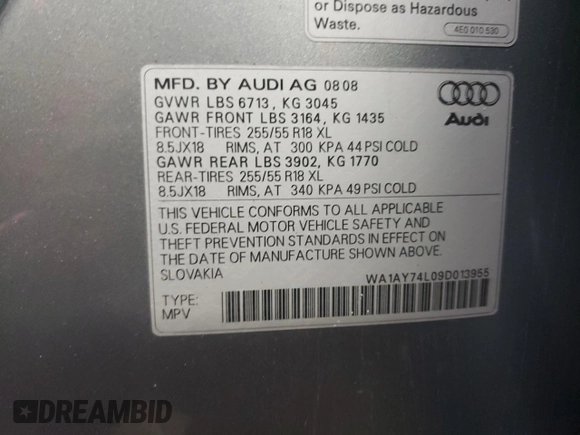 or Dispose as Hazardous
Waste.
4E0 010 530
MFD. BY AUDI AG 08 08
GVWR LBS 6713, KG 3045
GAWR FRONT LBS 3164, KG 1435
FRONT-TIRES 255/55 R18 XL
8.5JX18 RIMS, AT 300 KPA 44 PSI COLD
GAWR REAR LBS 3902, KG 1770
REAR-TIRES 255/55 R18 XL
8.5JX18 RIMS, AT 340 KPA 49 PSI COLD
Audi
THIS VEHICLE CONFORMS TO ALL APPLICABLE
U.S. FEDERAL MOTOR VEHICLE SAFETY AND
THEFT PREVENTION STANDARDS IN EFFECT ON
THE DATE OF MANUFACTURE SHOWN ABOVE.
SLOVAKIA
WA1AY74L09D013955
TYPE:
MPV
DREAMBID